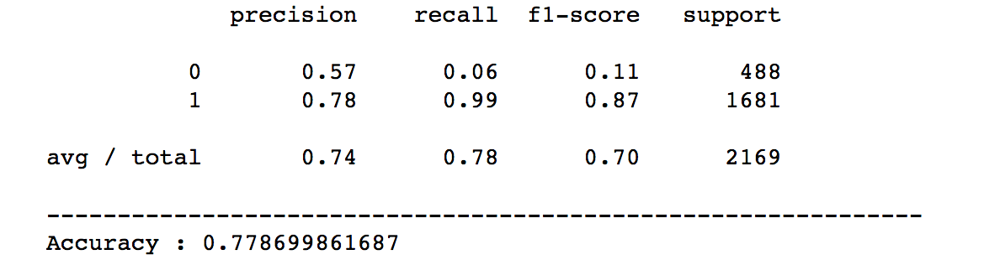 precision recall f1-score support
0 0.57 0.06 0.11 488
1 0.78 0.99 0.87 1681
avg / total 0.74 0.78 0.70 2169
--------------------------------------------------------------
Accuracy : 0.778699861687